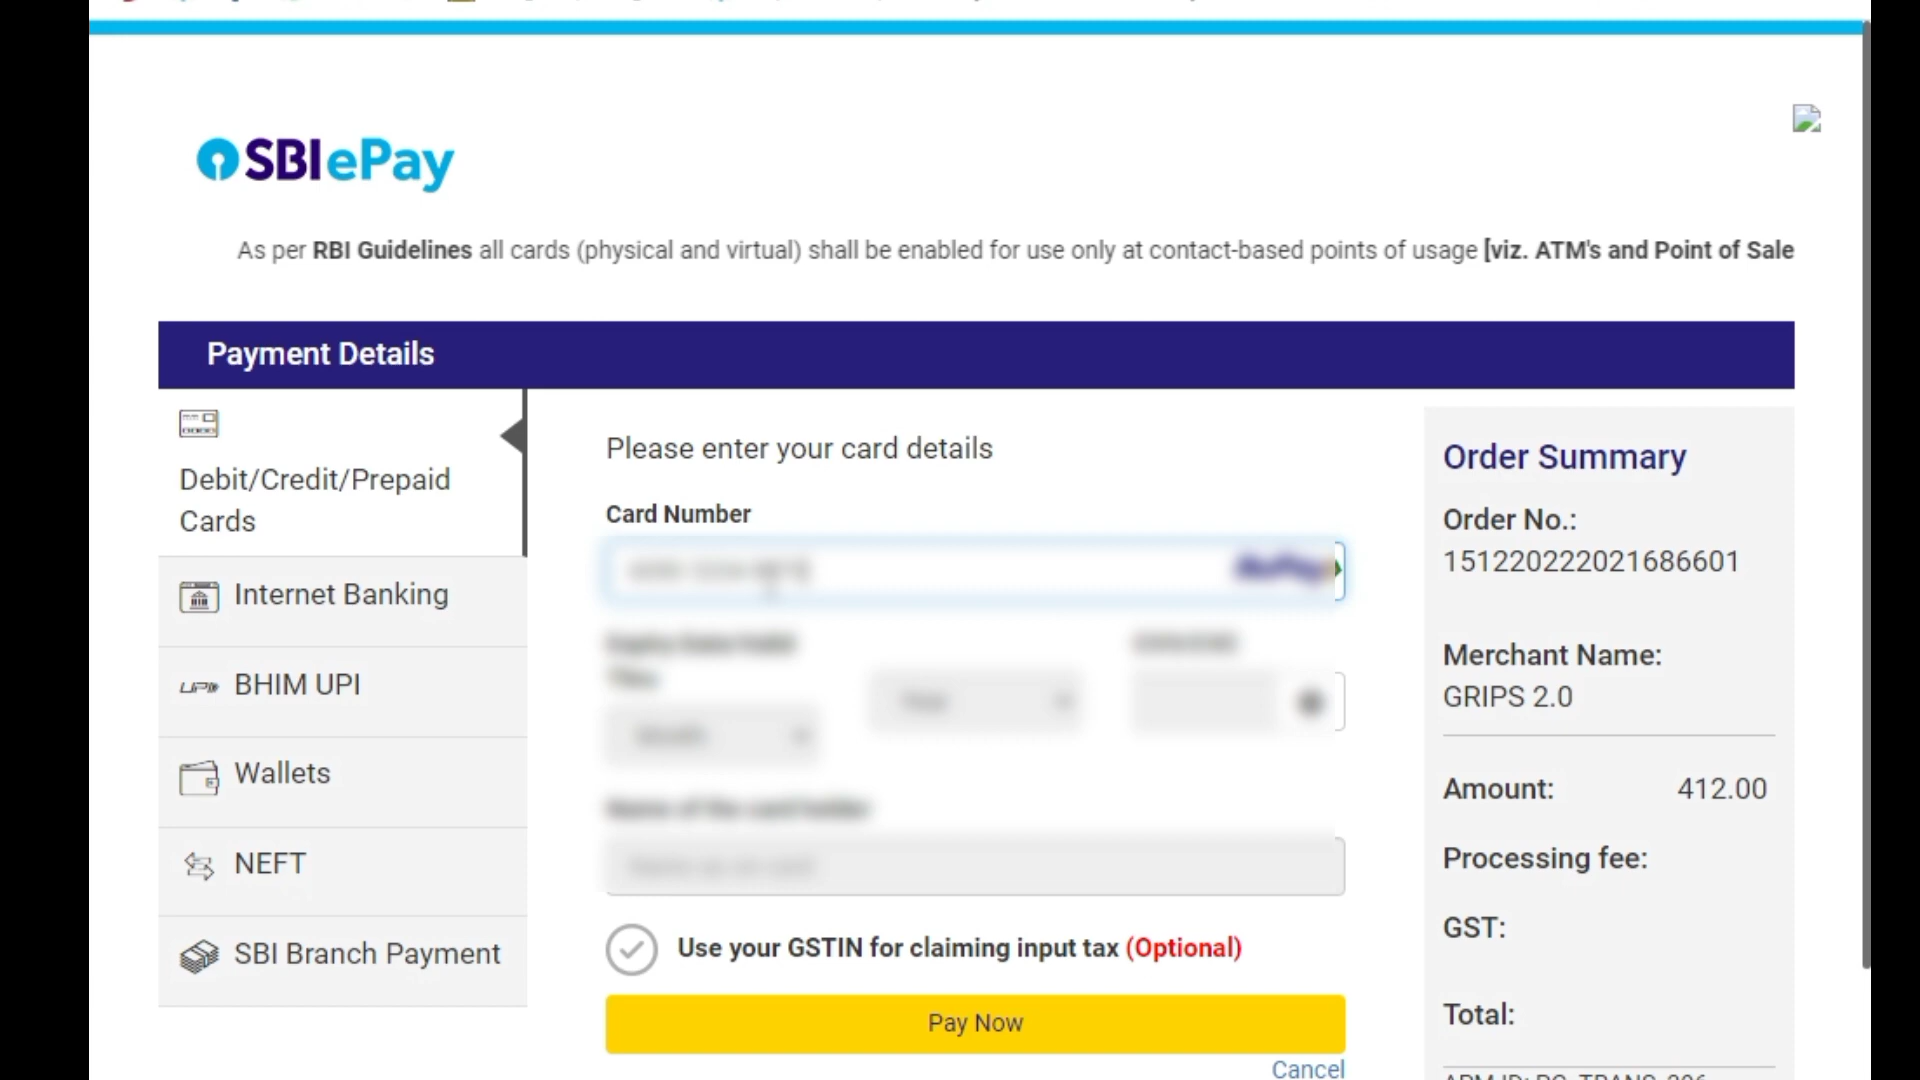 SBI ePay
As per RBI Guidelines all cards (physical and virtual) shall be enabled for use only at contact-based points of usage [viz. ATM's and Point of Sale
Payment Details
Debit/Credit/Prepaid
Cards
Internet Banking
BHIM UPI
Wallets
NEFT
SBI Branch Payment
Please enter your card details
Card Number
Use your GSTIN for claiming input tax (Optional)
Pay Now
Cancel
Order Summary
Order No.:
151220222021686601
Merchant Name:
GRIPS 2.0
Amount: 412.00
Processing fee:
GST:
Total: